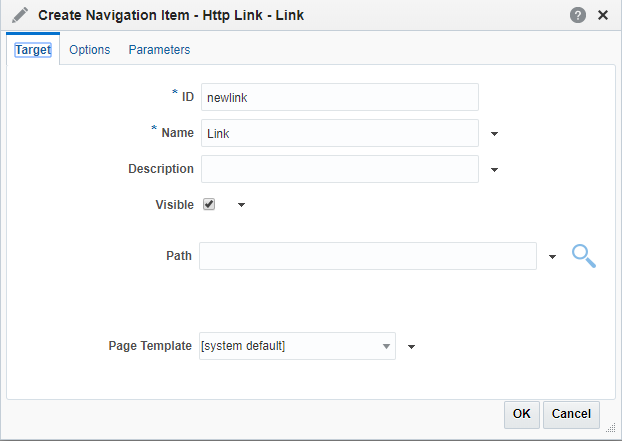 Create Navigation Item - Http Link - Link ?
Target Options Parameters
* ID newlink
* Name Link
Description
Visible
Path
Page Template [system default]
OK Cancel